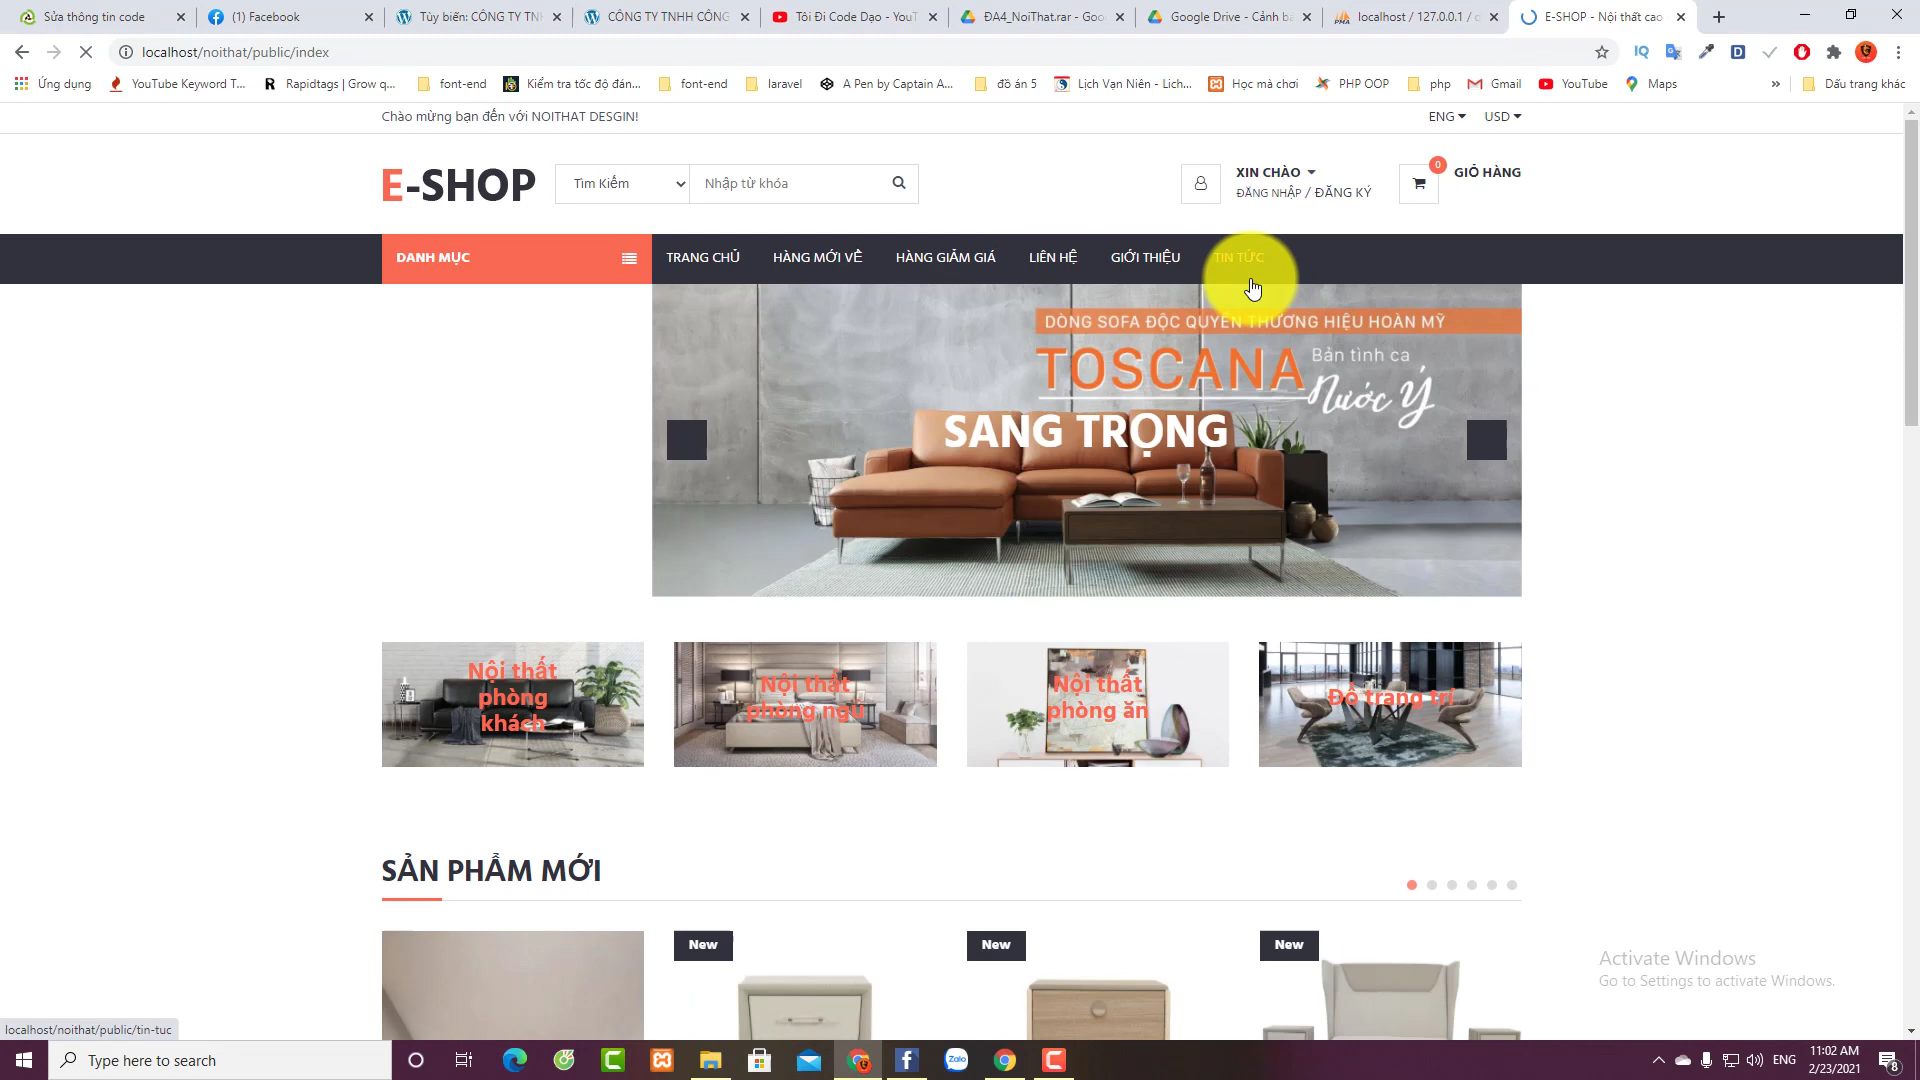 Sửa thông tin code
(1) Facebook
Tùy biến: CÔNG TY TNH
CÔNG TY TNHH CÔNG
Tôi Đi Code Dạo - YouT
ĐA4_NoiThat.rar - Goo
Google Drive - Cảnh bá
localhost / 127.0.0.1 / d
E-SHOP - Nội thất cao
localhost/noithat/public/index
Ứng dụng
YouTube Keyword T...
Rapidtags | Grow q...
font-end
Kiểm tra tốc độ đán...
font-end
laravel
A Pen by Captain A...
đồ án 5
Lịch Vạn Niên - Lich...
Học mà chơi
PHP OOP
php
Gmail
YouTube
Maps
»
Dấu trang khác
Chào mừng bạn đến với NOITHAT DESGIN!
ENG
USD
E-SHOP
Tìm Kiếm
Nhập từ khóa
XIN CHÀO
ĐĂNG NHẬP / ĐĂNG KÝ
0
GIỎ HÀNG
DANH MỤC
TRANG CHỦ
HÀNG MỚI VỀ
HÀNG GIẢM GIÁ
LIÊN HỆ
GIỚI THIỆU
TIN TỨC
DÒNG SOFA ĐỘC QUYỀN THƯƠNG HIỆU HOÀN MỸ
TOSCANA
Bản tình ca
Nước Ý
SANG TRỌNG
Nội thất
phòng
khách
Nội thất
phòng ngủ
Nội thất
phòng ăn
Đồ trang trí
SẢN PHẨM MỚI
New
New
New
Activate Windows
Go to Settings to activate Windows.
localhost/noithat/public/tin-tuc
Type here to search
Zalo
ENG
11:02 AM
2/23/2021
8